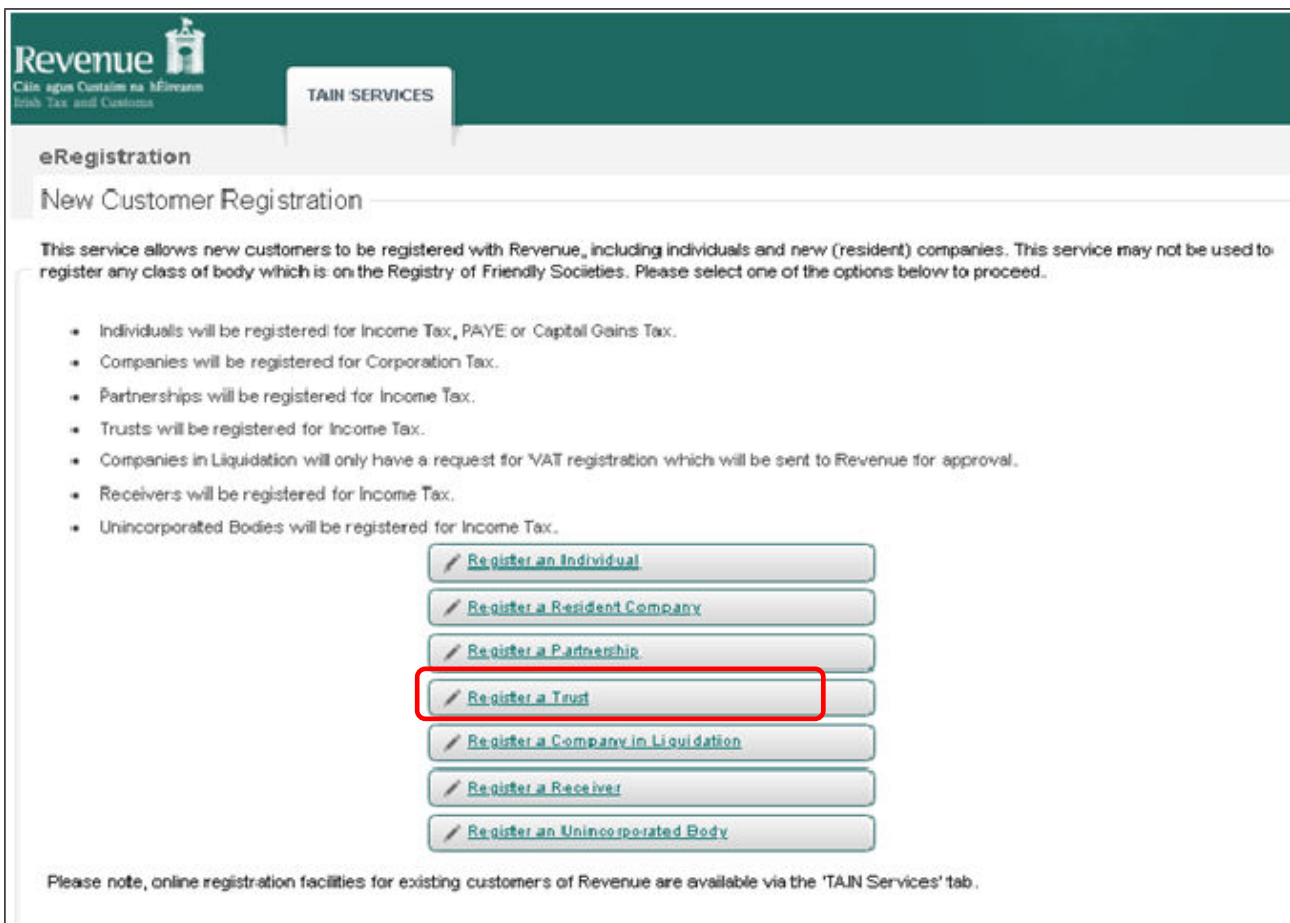 Revenue
Cáin agus Custaim na hÉireann
Irish Tax and Customs
TAIN SERVICES
eRegistration
New Customer Registration
This service allows new customers to be registered with Revenue, including individuals and new (resident) companies. This service may not be used to
register any class of body which is on the Registry of Friendly Societies. Please select one of the options below to proceed.
• Individuals will be registered for Income Tax, PAYE or Capital Gains Tax.
• Companies will be registered for Corporation Tax.
• Partnerships will be registered for Income Tax.
• Trusts will be registered for Income Tax.
• Companies in Liquidation will only have a request for VAT registration which will be sent to Revenue for approval.
• Receivers will be registered for Income Tax.
• Unincorporated Bodies will be registered for Income Tax.
Register an Individual
Register a Resident Company
Register a Partnership
Register a Trust
Register a Company in Liquidation
Register a Receiver
Register an Unincorporated Body
Please note, online registration facilities for existing customers of Revenue are available via the 'TAIN Services' tab.